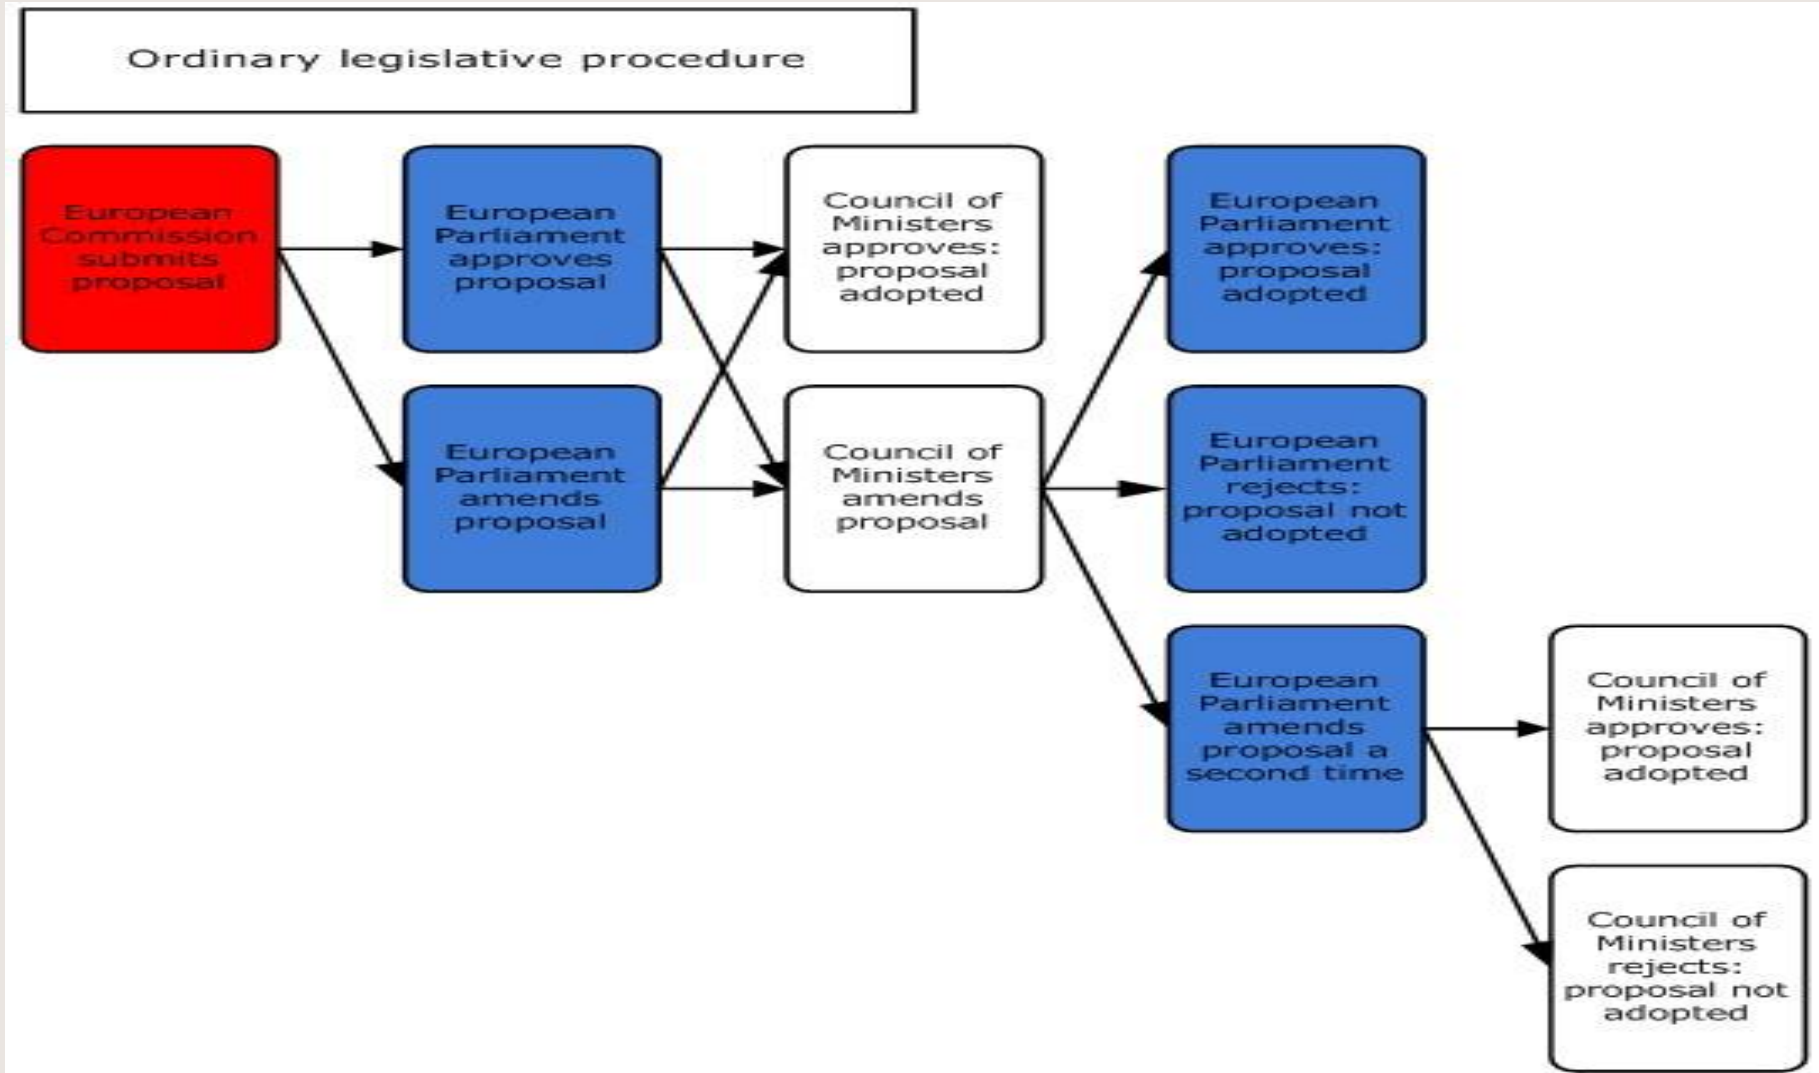 Ordinary legislative procedure
European
Commission
submits
proposal
European
Parliament
approves
proposal
Council of
Ministers
approves:
proposal
adopted
European
Parliament
approves:
proposal
adopted
European
Parliament
amends
proposal
Council of
Ministers
amends
proposal
European
Parliament
rejects:
proposal not
adopted
European
Parliament
amends
proposal a
second time
Council of
Ministers
approves:
proposal
adopted
Council of
Ministers
rejects:
proposal not
adopted